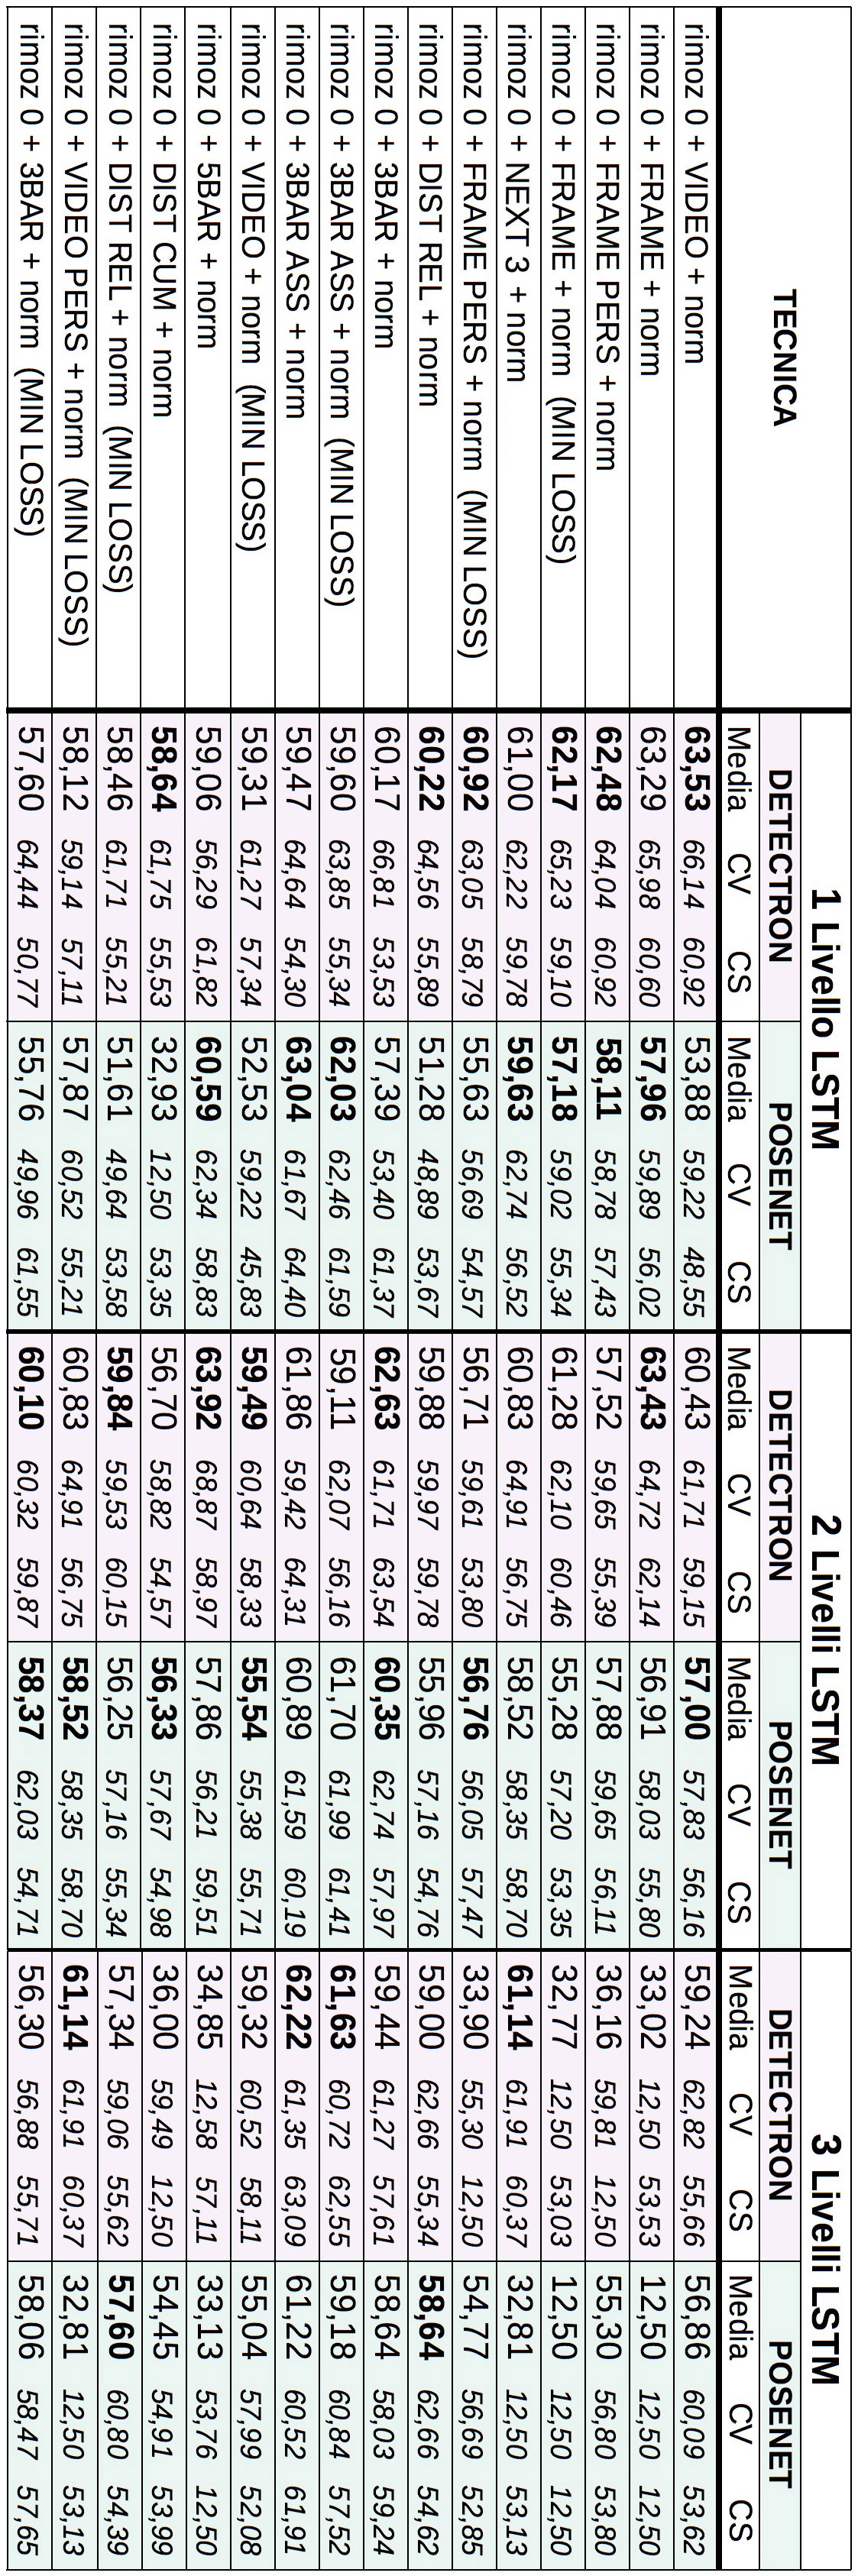 TECNICA 1 Livello LSTM 2 Livelli LSTM 3 Livelli LSTM
DETECTRON POSENET DETECTRON POSENET DETECTRON POSENET
Media CV CS Media CV CS Media CV CS Media CV CS Media CV CS Media CV CS
rimoz 0 + VIDEO + norm 63,53 66,14 60,92 53,88 59,22 48,55 60,43 61,71 59,15 57,00 57,83 56,16 59,24 62,82 55,66 56,86 60,09 53,62
rimoz 0 + FRAME + norm 63,29 65,98 60,60 57,96 59,89 56,02 63,43 64,72 62,14 56,91 58,03 55,80 33,02 12,50 53,53 12,50 12,50 12,50
rimoz 0 + FRAME PERS + norm 62,48 64,04 60,92 58,11 58,78 57,43 57,52 59,65 55,39 57,88 59,65 56,11 36,16 59,81 12,50 55,30 56,80 53,80
rimoz 0 + FRAME + norm (MIN LOSS) 62,17 65,23 59,10 57,18 59,02 55,34 61,28 62,10 60,46 55,28 57,20 53,35 32,77 12,50 53,03 12,50 12,50 12,50
rimoz 0 + NEXT 3 + norm 61,00 62,22 59,78 59,63 62,74 56,52 60,83 64,91 56,75 58,52 58,35 58,70 61,14 61,91 60,37 32,81 12,50 53,13
rimoz 0 + FRAME PERS + norm (MIN LOSS) 60,92 63,05 58,79 55,63 56,69 54,57 56,71 59,61 53,80 56,76 56,05 57,47 33,90 55,30 12,50 54,77 56,69 52,85
rimoz 0 + DIST REL + norm 60,22 64,56 55,89 51,28 48,89 53,67 59,88 59,97 59,78 55,96 57,16 54,76 59,00 62,66 55,34 58,64 62,66 54,62
rimoz 0 + 3BAR + norm 60,17 66,81 53,53 57,39 53,40 61,37 62,63 61,71 63,54 60,35 62,74 57,97 59,44 61,27 57,61 58,64 58,03 59,24
rimoz 0 + 3BAR ASS + norm (MIN LOSS) 59,60 63,85 55,34 62,03 62,46 61,59 59,11 62,07 56,16 61,70 61,99 61,41 61,63 60,72 62,55 59,18 60,84 57,52
rimoz 0 + 3BAR ASS + norm 59,47 64,64 54,30 63,04 61,67 64,40 61,86 59,42 64,31 60,89 61,59 60,19 62,22 61,35 63,09 61,22 60,52 61,91
rimoz 0 + VIDEO + norm (MIN LOSS) 59,31 61,27 57,34 52,53 59,22 45,83 59,49 60,64 58,33 55,54 55,38 55,71 59,32 60,52 58,11 55,04 57,99 52,08
rimoz 0 + 5BAR + norm 59,06 56,29 61,82 60,59 62,34 58,83 63,92 68,87 58,97 57,86 56,21 59,51 34,85 12,58 57,11 33,13 53,76 12,50
rimoz 0 + DIST CUM + norm 58,64 61,75 55,53 32,93 12,50 53,35 56,70 58,82 54,57 56,33 57,67 54,98 36,00 59,49 12,50 54,45 54,91 53,99
rimoz 0 + DIST REL + norm (MIN LOSS) 58,46 61,71 55,21 51,61 49,64 53,58 59,84 59,53 60,15 56,25 57,16 55,34 57,34 59,06 55,62 57,60 60,80 54,39
rimoz 0 + VIDEO PERS + norm (MIN LOSS) 58,12 59,14 57,11 57,87 60,52 55,21 60,83 64,91 56,75 58,52 58,35 58,70 61,14 61,91 60,37 32,81 12,50 53,13
rimoz 0 + 3BAR + norm (MIN LOSS) 57,60 64,44 50,77 55,76 49,96 61,55 60,10 60,32 59,87 58,37 62,03 54,71 56,30 56,88 55,71 58,06 58,47 57,65